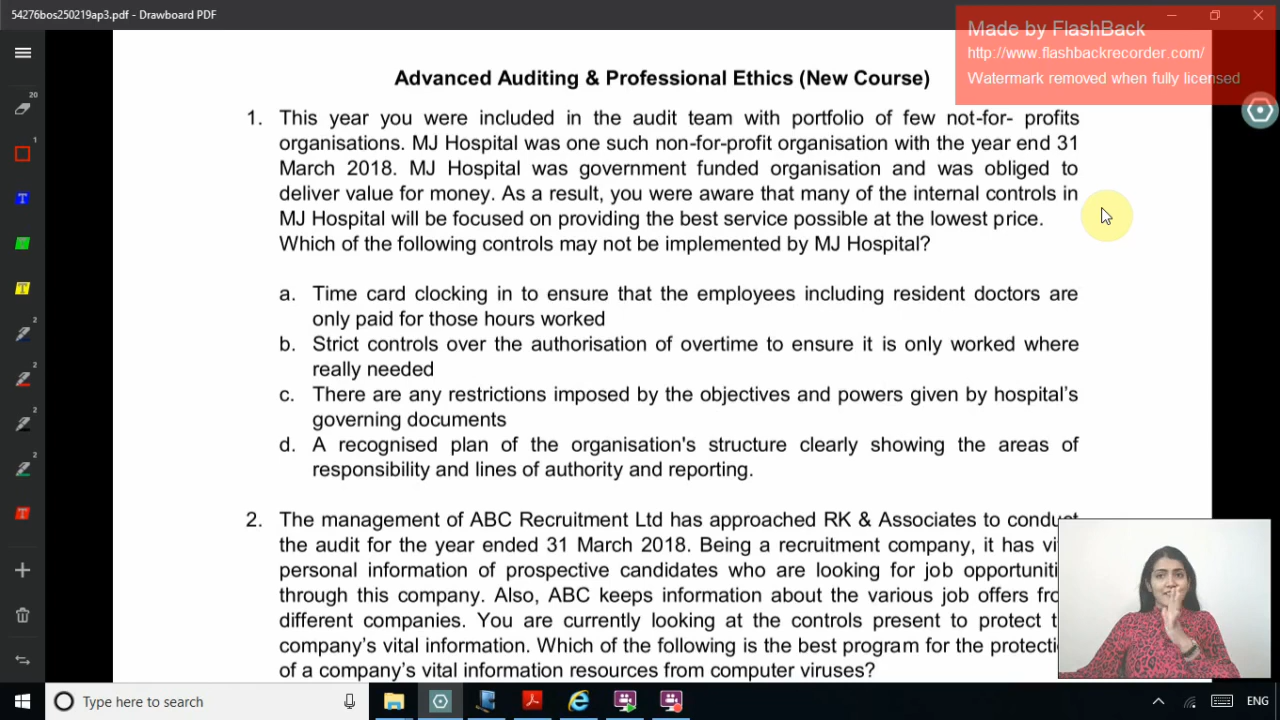 54276bos250219ap3.pdf - Drawboard PDF
Made by FlashBack
http://www.flashbackrecorder.com/
Watermark removed when fully licensed
Advanced Auditing & Professional Ethics (New Course)
1. This year you were included in the audit team with portfolio of few not-for- profits
organisations. MJ Hospital was one such non-for-profit organisation with the year end 31
March 2018. MJ Hospital was government funded organisation and was obliged to
deliver value for money. As a result, you were aware that many of the internal controls in
MJ Hospital will be focused on providing the best service possible at the lowest price.
Which of the following controls may not be implemented by MJ Hospital?
a. Time card clocking in to ensure that the employees including resident doctors are
only paid for those hours worked
b. Strict controls over the authorisation of overtime to ensure it is only worked where
really needed
c. There are any restrictions imposed by the objectives and powers given by hospital's
governing documents
d. A recognised plan of the organisation's structure clearly showing the areas of
responsibility and lines of authority and reporting.
2. The management of ABC Recruitment Ltd has approached RK & Associates to conduct
the audit for the year ended 31 March 2018. Being a recruitment company, it has
personal information of prospective candidates who are looking for job
through this company. Also, ABC keeps information about the various job offers
different companies. You are currently looking at the controls present to protect
company's vital information. Which of the following is the best program for the
of a company's vital information resources from computer viruses?
20
1
T
T
2
2
2
2
T
Type here to search
ENG